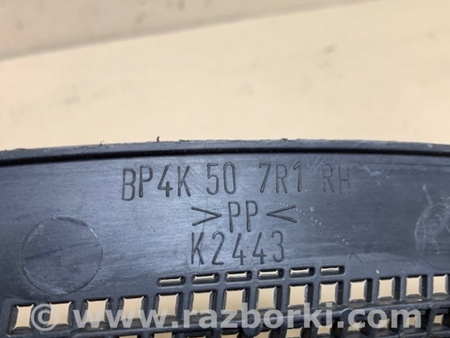 BP4K 50 7R1 RH
>PP<
K2443
© - www.razborki.com